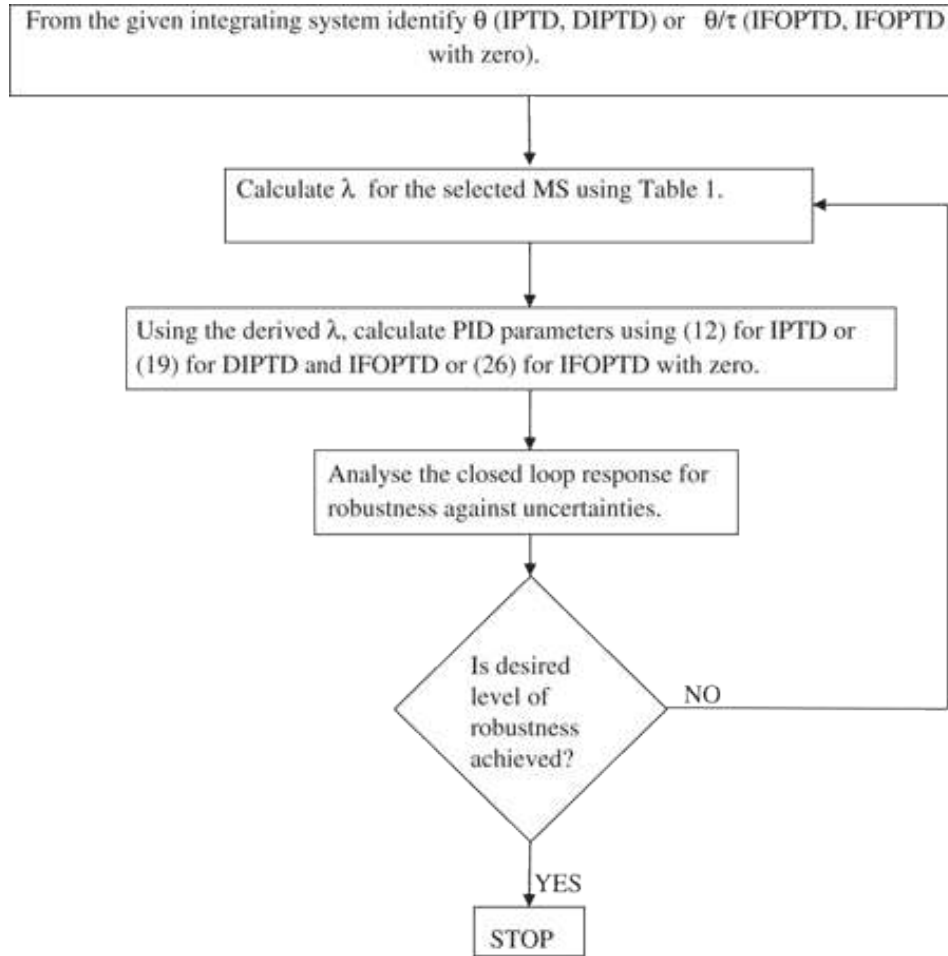 From the given integrating system identify θ (IPTD, DIPTD) or θ/τ (IFOPTD, IFOPTD
with zero).
Calculate λ for the selected MS using Table 1.
Using the derived λ, calculate PID parameters using (12) for IPTD or
(19) for DIPTD and IFOPTD or (26) for IFOPTD with zero.
Analyse the closed loop response for
robustness against uncertainties.
Is desired
level of
robustness
achieved?
NO
YES
STOP